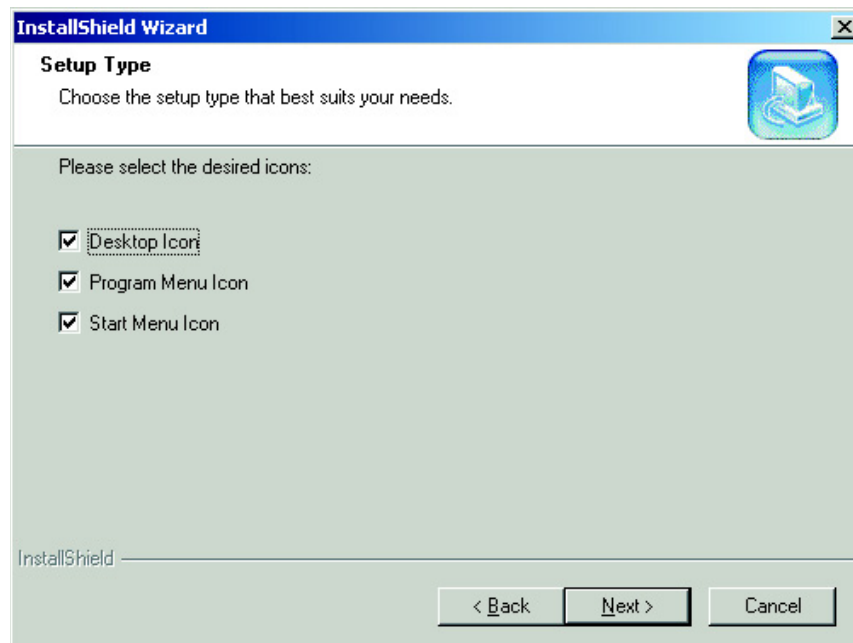 InstallShield Wizard
Setup Type
Choose the setup type that best suits your needs.
Please select the desired icons:
Desktop Icon
Program Menu Icon
Start Menu Icon
InstallShield
< Back
Next >
Cancel